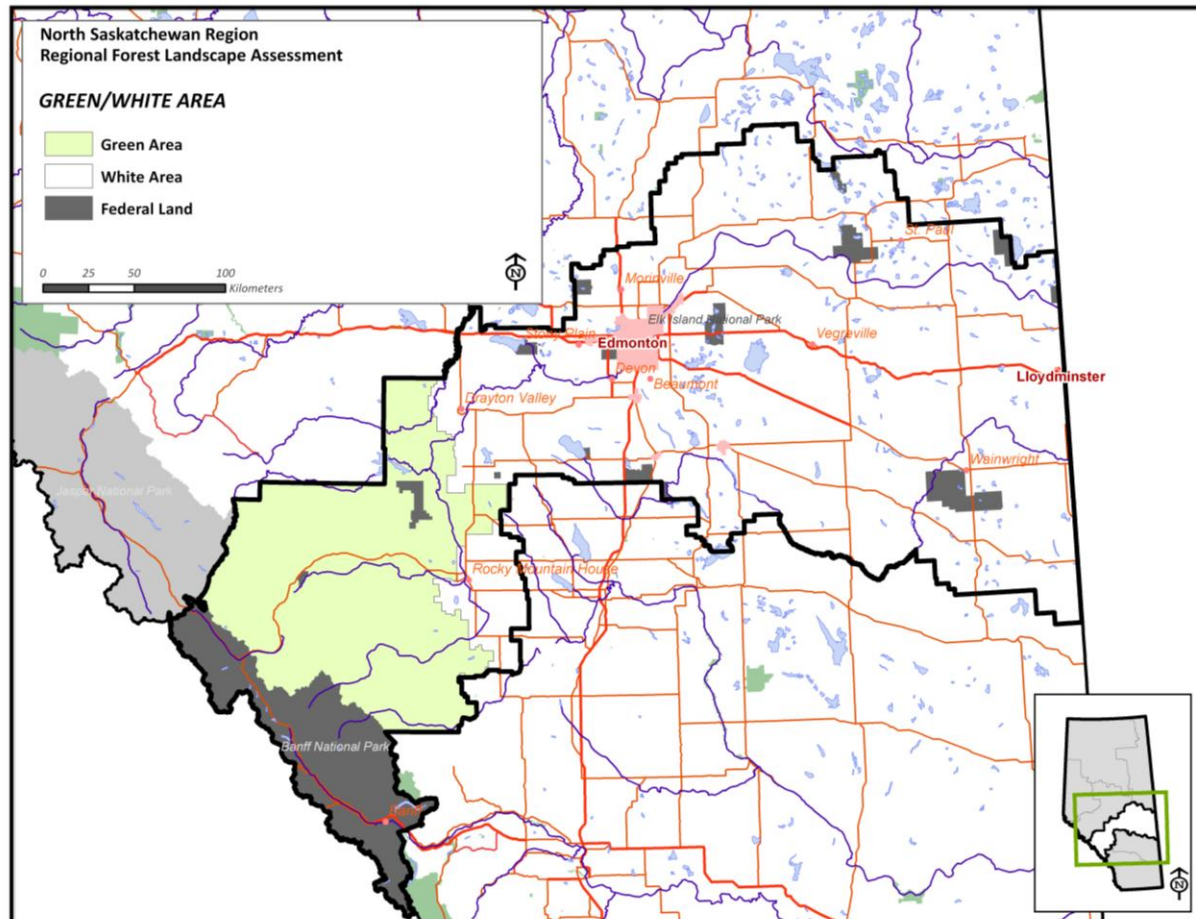 North Saskatchewan Region
Regional Forest Landscape Assessment
GREEN/WHITE AREA
Green Area
White Area
Federal Land
0 25 50 100
Kilometers
N
St. Paul
Morinville
Elk Island National Park
Stony Plain
Edmonton
Vegreville
Devon
Beaumont
Lloydminster
Drayton Valley
Wainwright
Jasper National Park
Rocky Mountain House
Banff National Park
Banff
N